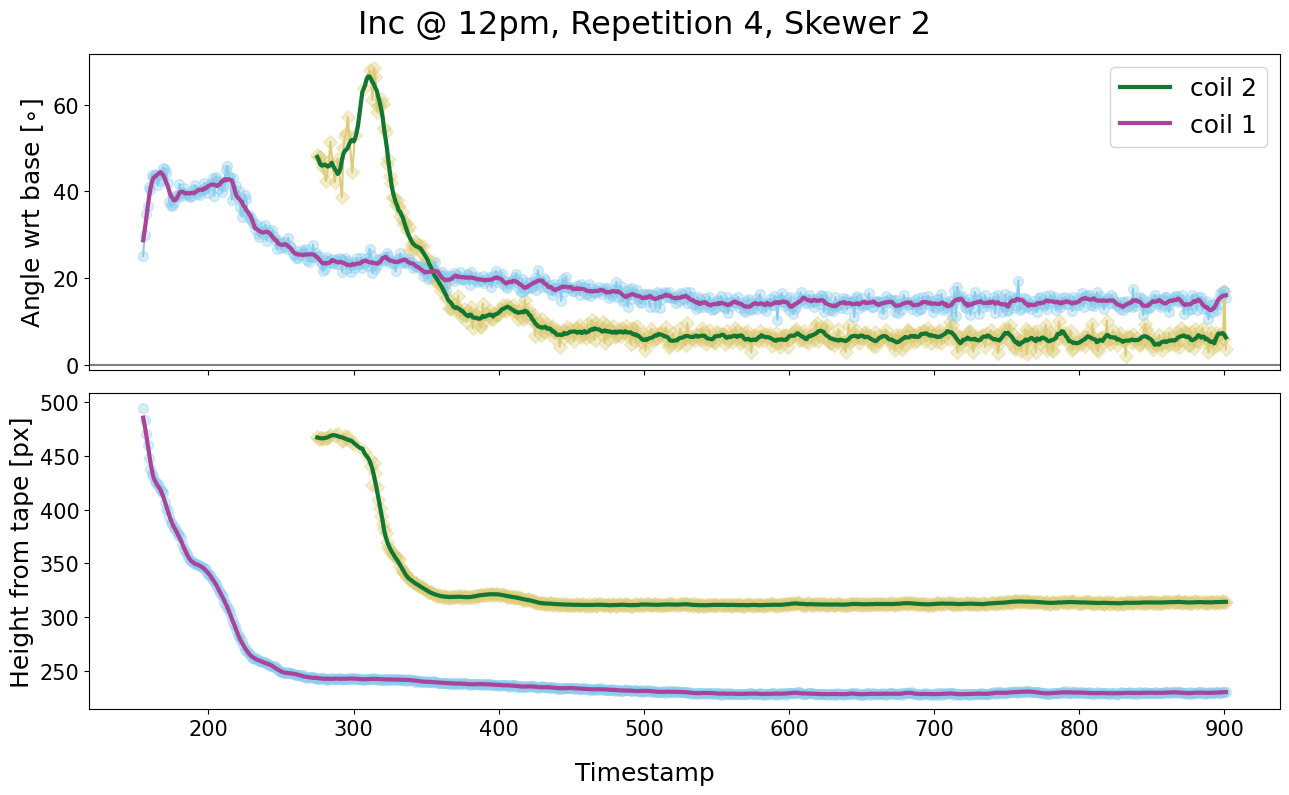 Inc @ 12pm, Repetition 4, Skewer 2
Angle wrt base [∘]
60
40
20
0
coil 2
coil 1
Height from tape [px]
500
450
400
350
300
250
200 300 400 500 600 700 800 900
Timestamp